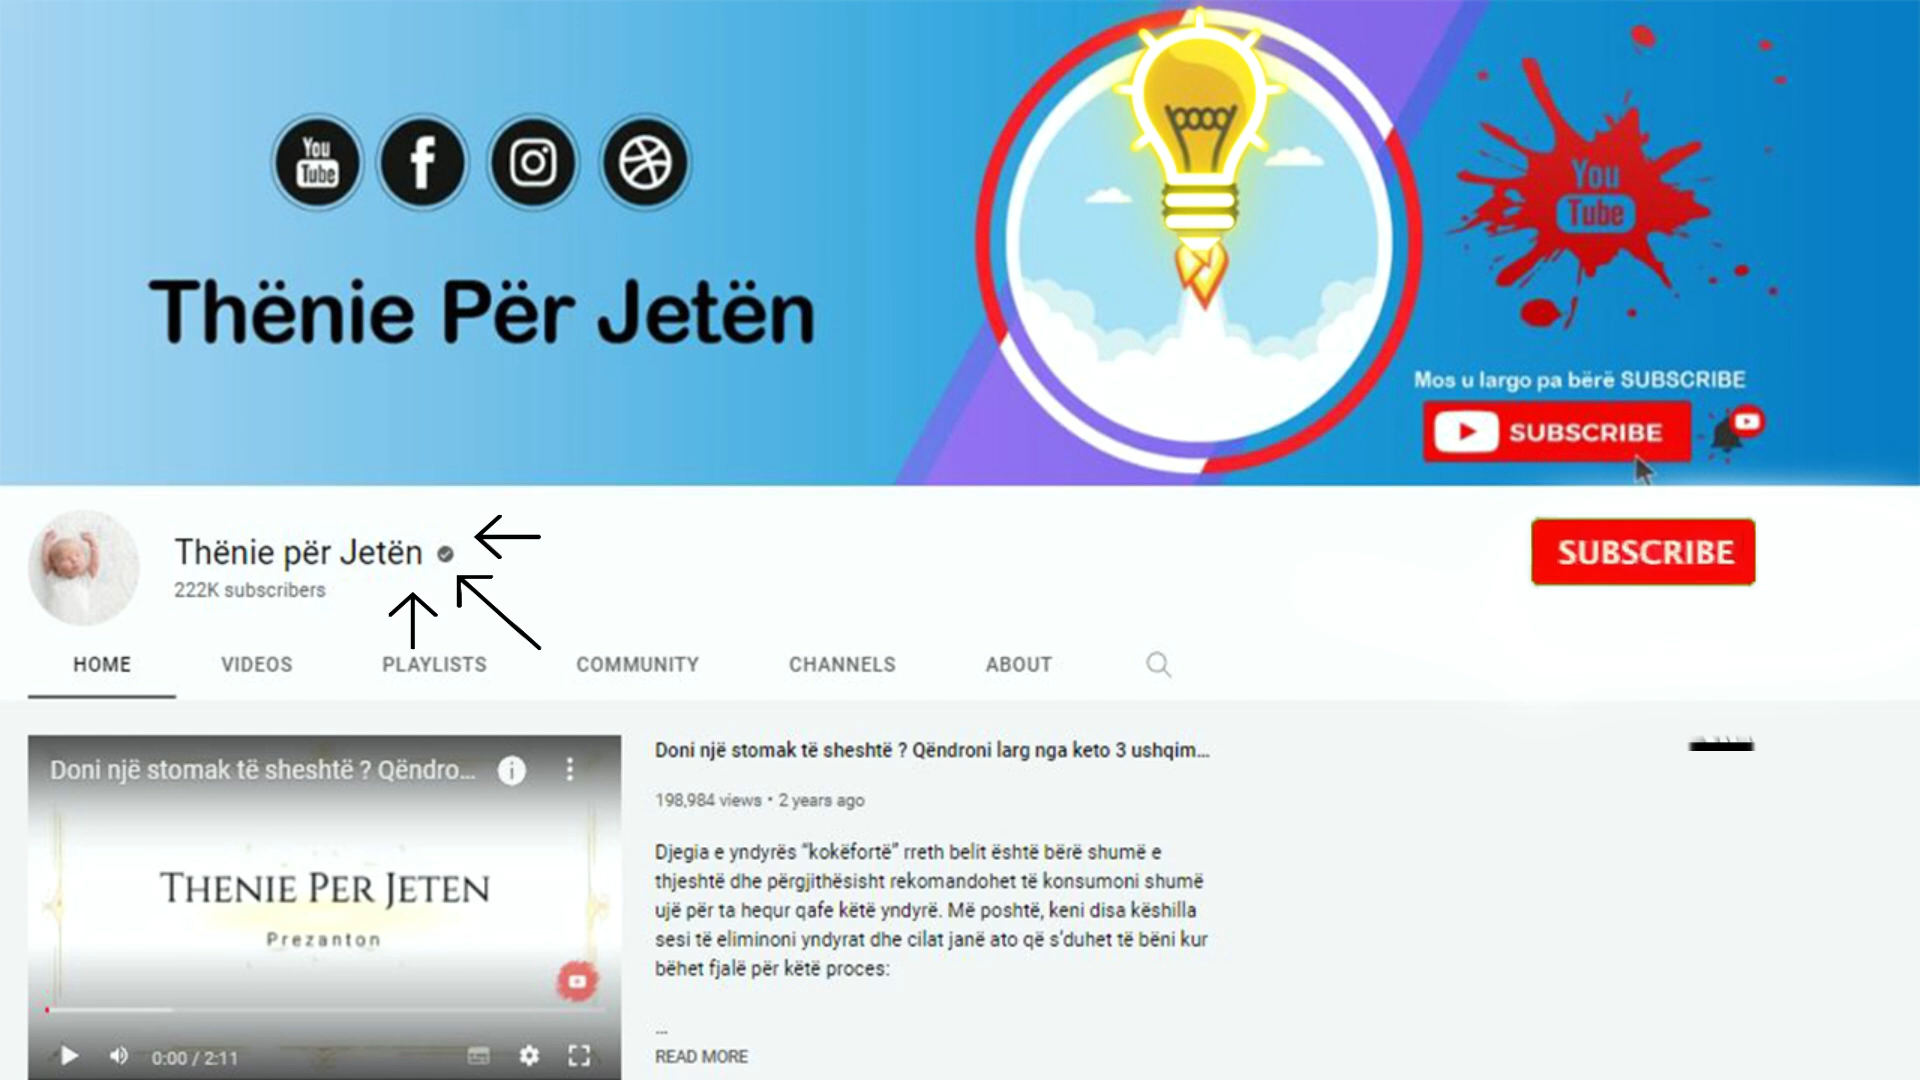 You
Tube
Thënie Për Jetën
You
Tube
Mos u largo pa bërë SUBSCRIBE
SUBSCRIBE
Thënie për Jetën
222K subscribers
SUBSCRIBE
HOME VIDEOS PLAYLISTS COMMUNITY CHANNELS ABOUT
Doni një stomak të sheshtë ? Qëndro...
THENIE PER JETEN
Prezanton
0:00 / 2:11
Doni një stomak të sheshtë ? Qëndroni larg nga keto 3 ushqim...
198,984 views • 2 years ago
Djegia e yndyrës “kokëfortë” rreth belit është bërë shumë e
thjeshtë dhe përgjithësisht rekomandohet të konsumoni shumë
ujë për ta hequr qafe këtë yndyrë. Më poshtë, keni disa këshilla
sesi të eliminoni yndyrat dhe cilat janë ato që s'duhet të bëni kur
bëhet fjalë për këtë proces:
...
READ MORE